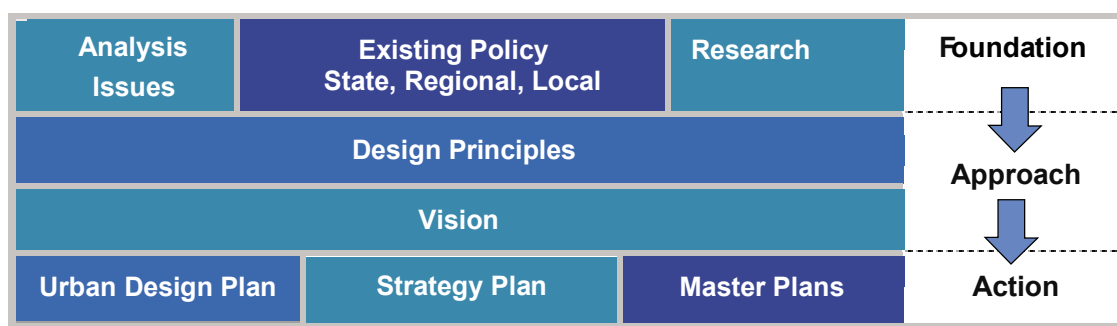 Analysis
Issues
Existing Policy
State, Regional, Local
Research
Foundation
Design Principles
Approach
Vision
Urban Design Plan
Strategy Plan
Master Plans
Action